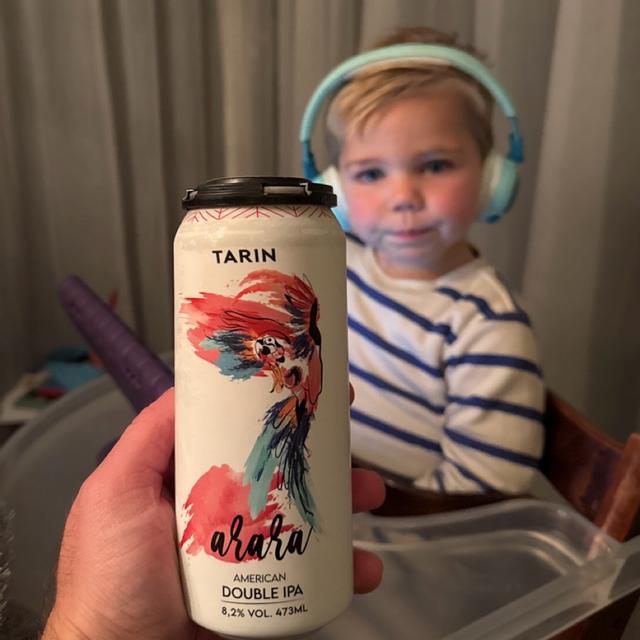 TARIN
arara
AMERICAN
DOUBLE IPA
8,2% VOL. 473ML